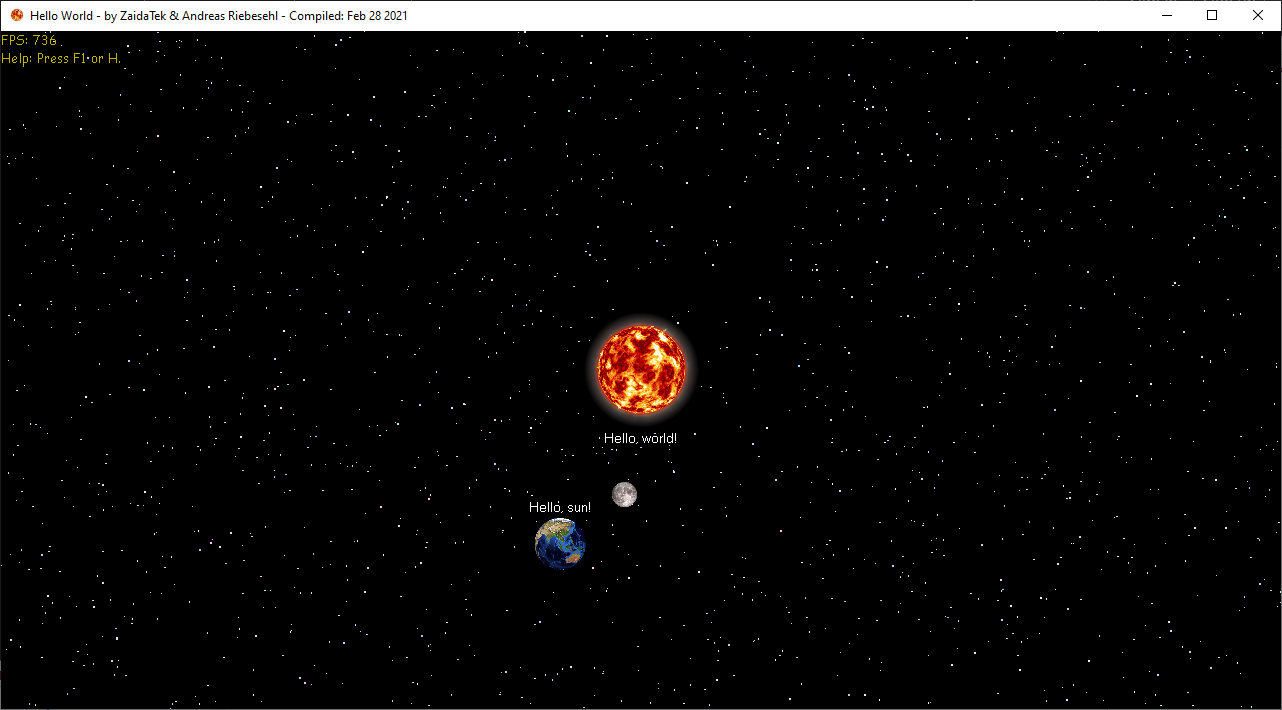 Hello World - by ZaidaTek & Andreas Riebesehl - Compiled: Feb 28 2021
FPS: 736
Help: Press F1 or H.
Hello, world!
Hello, sun!